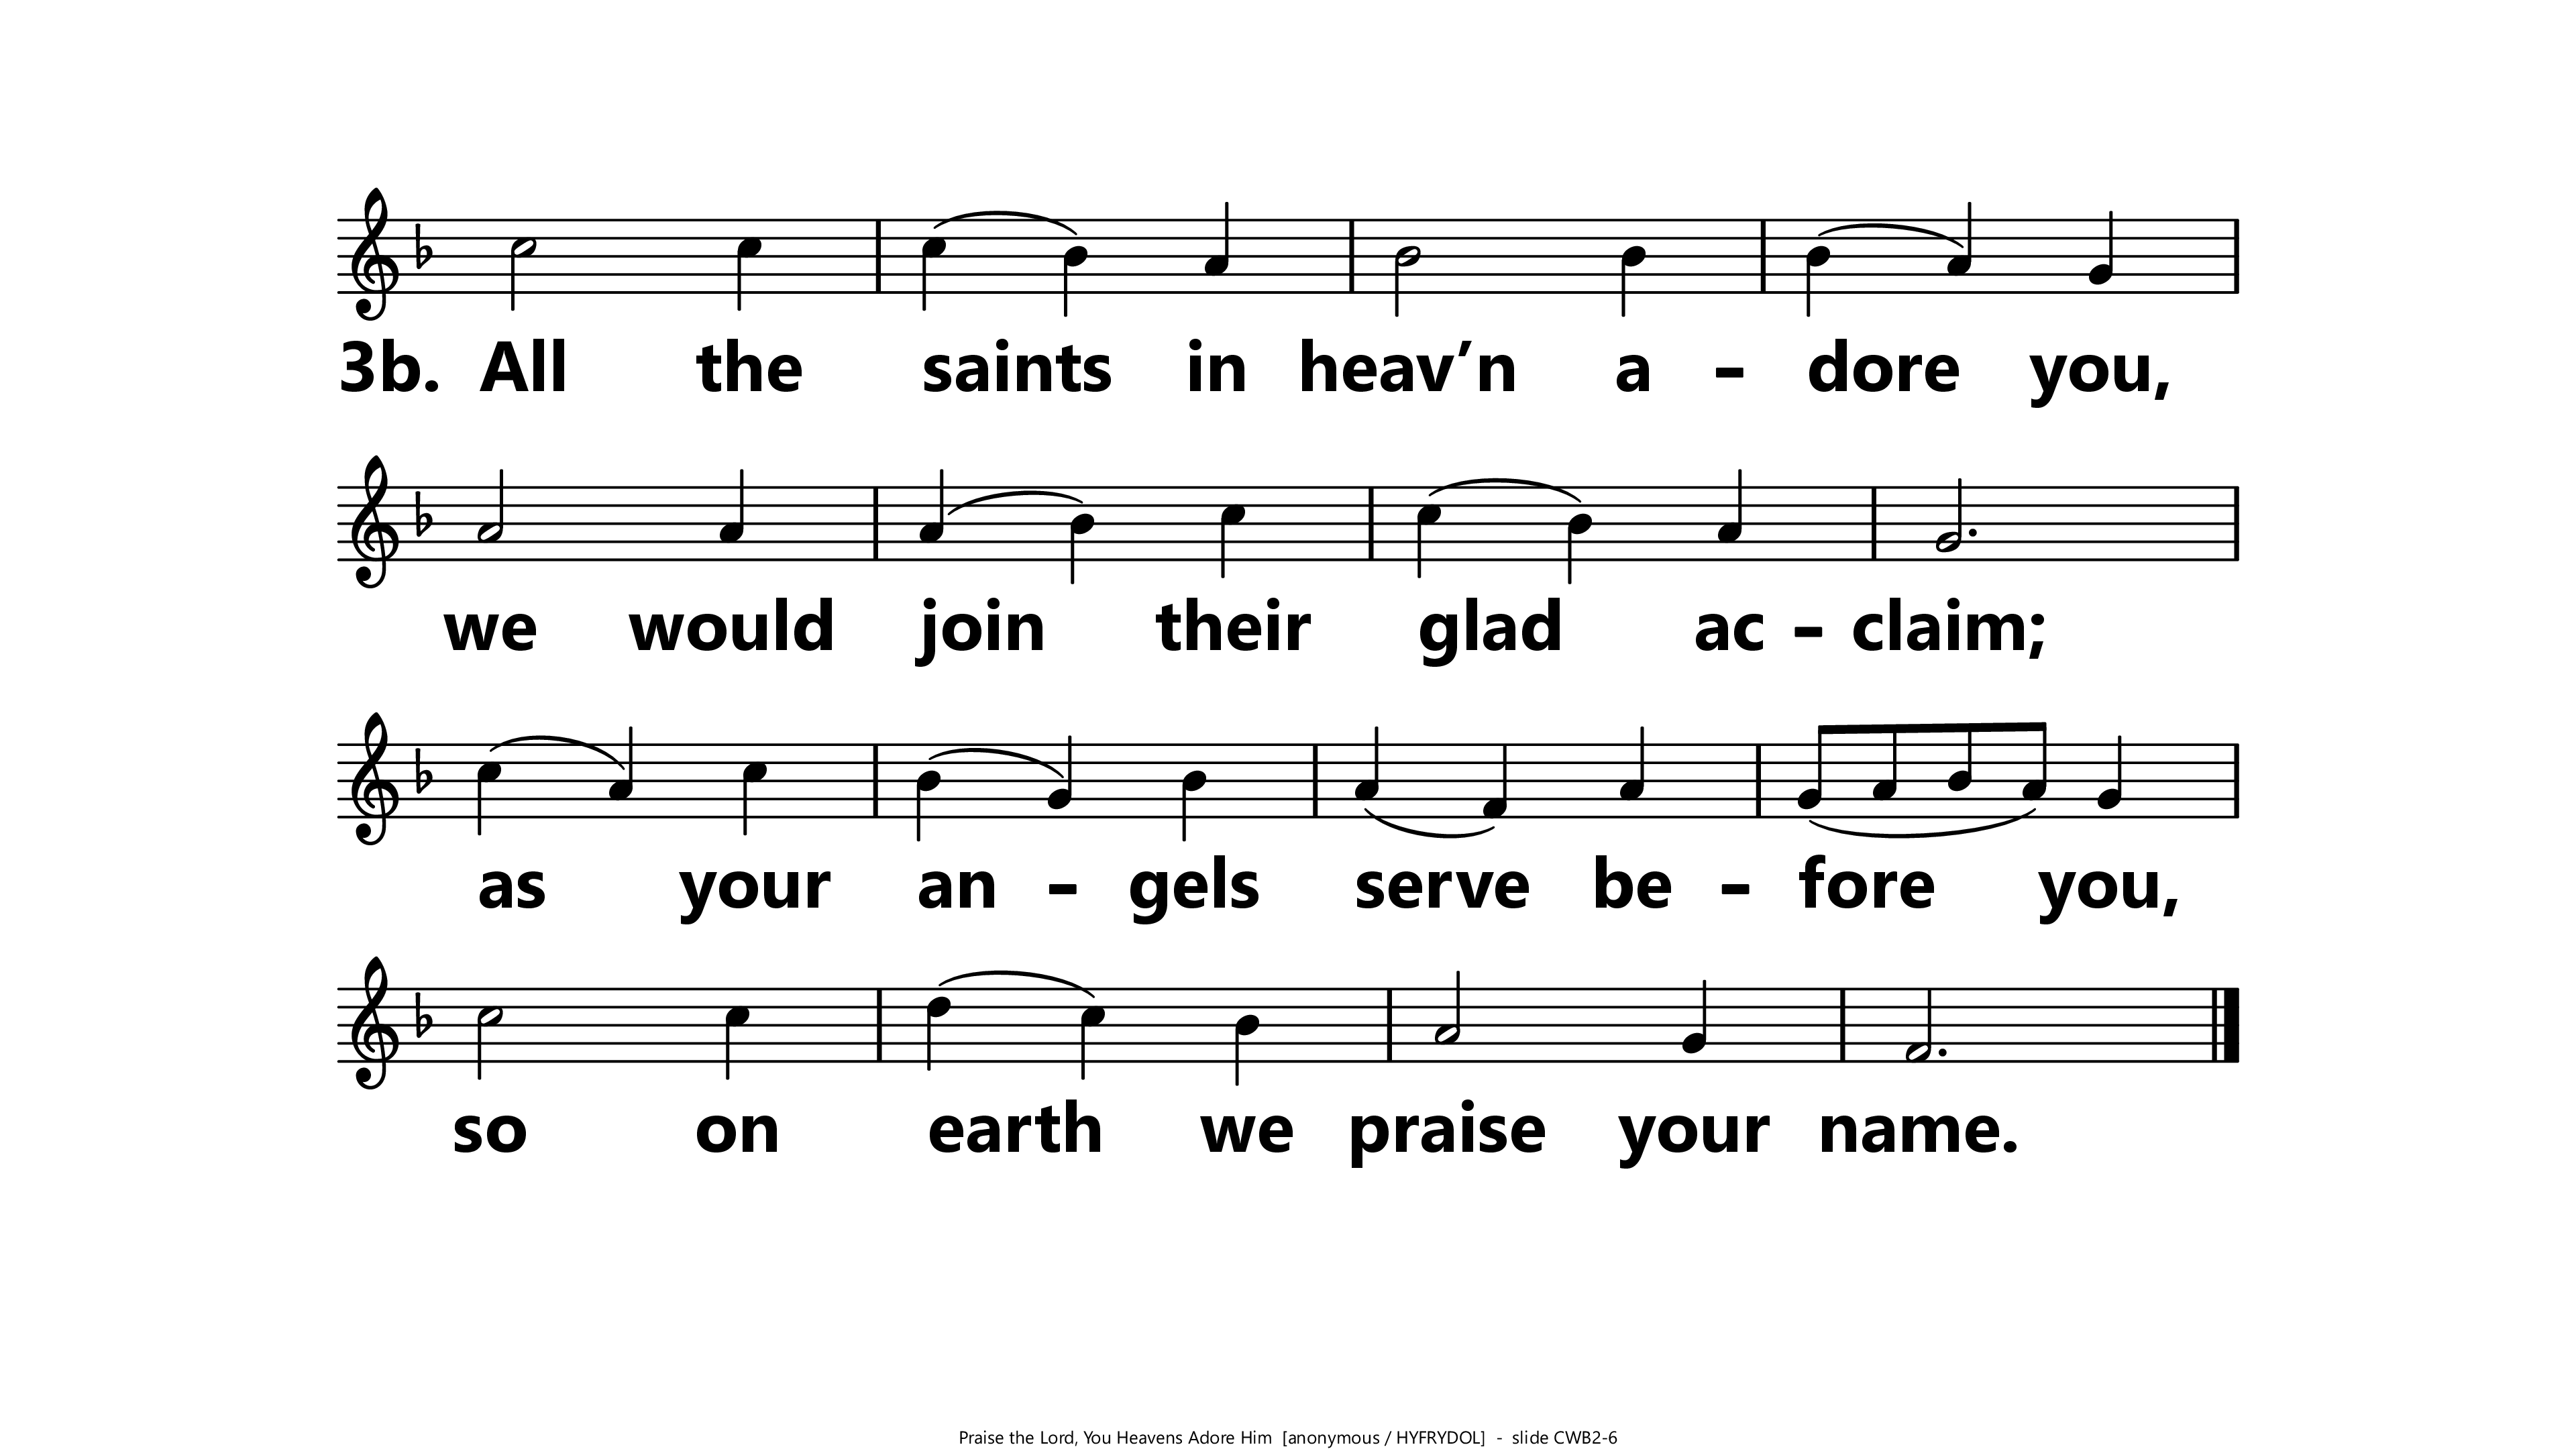 3b. All the saints in heav’n a – dore you,
we would join their glad ac – claim;
as your an – gels serve be – fore you,
so on earth we praise your name.
Praise the Lord, You Heavens Adore Him [anonymous / HYFRYDOL] - slide CWB2-6